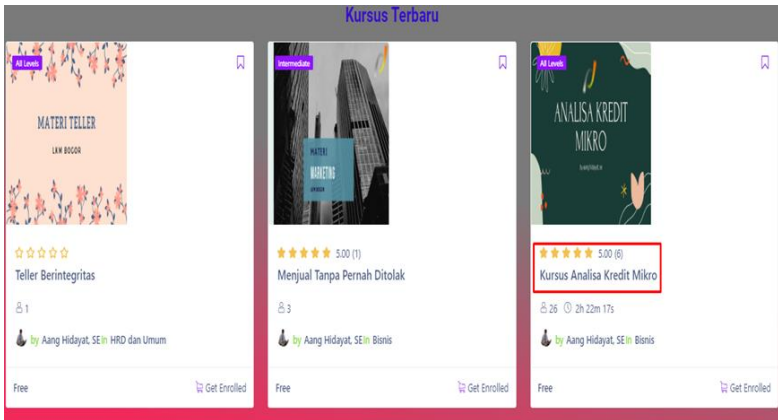 Kursus Terbaru
All Levels
MATERI TELLER
LKM BOGOR
Teller Berintegritas
1
by Aang Hidayat, SE In HRD dan Umum
Free
Get Enrolled
Intermediate
MATERI
MARKETING
LKM BOGOR
5.00 (1)
Menjual Tanpa Pernah Ditolak
3
by Aang Hidayat, SE In Bisnis
Free
Get Enrolled
All Levels
ANALISA KREDIT
MIKRO
5.00 (6)
Kursus Analisa Kredit Mikro
26 2h 22m 17s
by Aang Hidayat, SE In Bisnis
Free
Get Enrolled